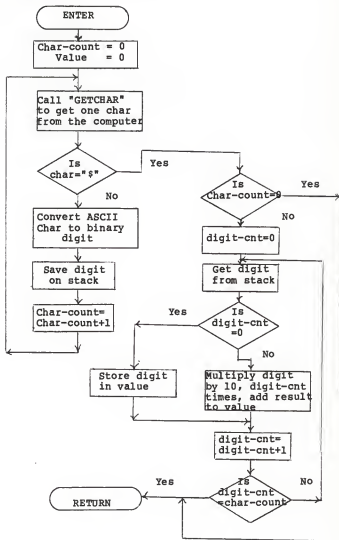 ENTER
Char-count = 0
Value = 0
Call "GETCHAR"
to get one char
from the computer
Is
char="$"
Yes
No
Convert ASCII
Char to binary
digit
Save digit
on stack
Char-count=
Char-count+1
Is
Char-count=0
Yes
No
digit-cnt=0
Get digit
from stack
Is
digit-cnt
=0
Yes
No
Store digit
in value
Multiply digit
by 10, digit-cnt
times, add result
to value
digit-cnt=
digit-cnt+1
Is
digit-cnt
=char-count
Yes
No
RETURN